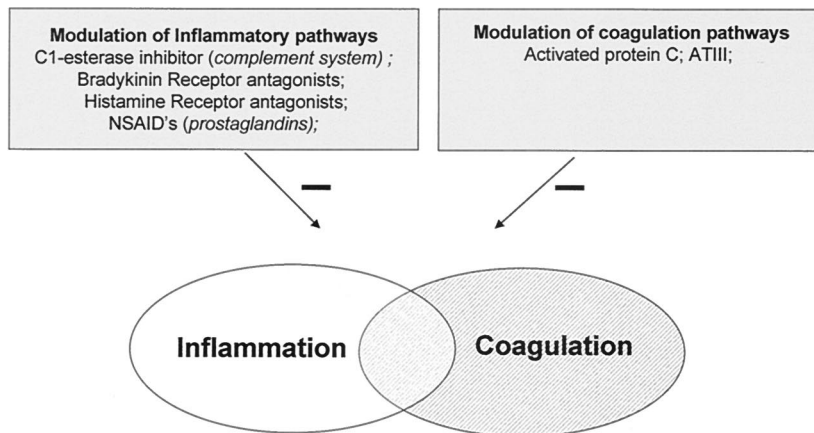 Modulation of Inflammatory pathways
C1-esterase inhibitor (complement system) ;
Bradykinin Receptor antagonists;
Histamine Receptor antagonists;
NSAID's (prostaglandins);
Modulation of coagulation pathways
Activated protein C; ATIII;
Inflammation
Coagulation